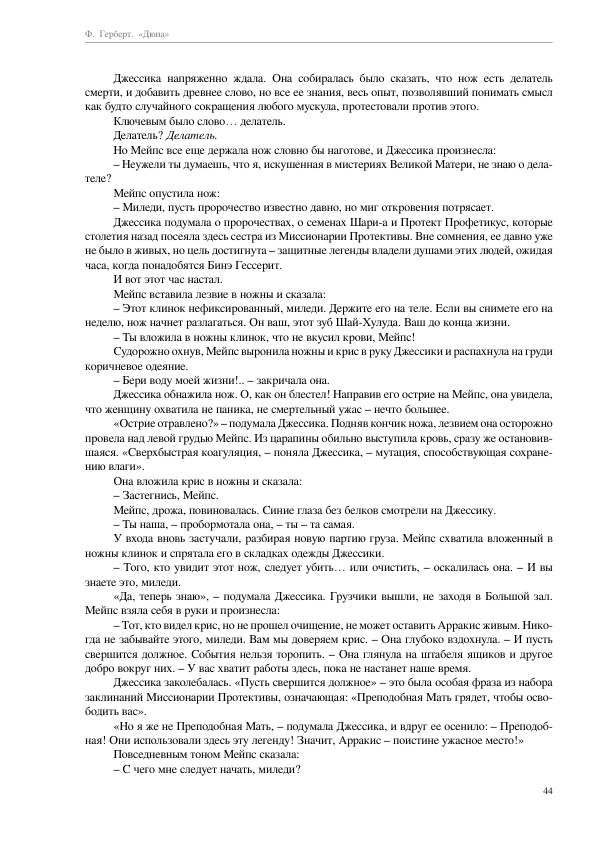 Ф. Герберт. «Дюна»
Джессика напряженно ждала. Она собиралась было сказать, что нож есть делатель
смерти, и добавить древнее слово, но все ее знания, весь опыт, позволявший понимать смысл
как будто случайного сокращения любого мускула, протестовали против этого.
Ключевым было слово… делатель.
Делатель? Делатель.
Но Мейпс все еще держала нож словно бы наготове, и Джессика произнесла:
– Неужели ты думаешь, что я, искушенная в мистериях Великой Матери, не знаю о дела-
теле?
Мейпс опустила нож:
– Миледи, пусть пророчество известно давно, но миг откровения потрясает.
Джессика подумала о пророчествах, о семенах Шари-а и Протект Профетикус, которые
столетия назад посеяла здесь сестра из Миссионарии Протективы. Вне сомнения, ее давно уже
не было в живых, но цель достигнута – защитные легенды владели душами этих людей, ожидая
часа, когда понадобятся Бинэ Гессерит.
И вот этот час настал.
Мейпс вставила лезвие в ножны и сказала:
– Этот клинок нефиксированный, миледи. Держите его на теле. Если вы снимете его на
неделю, нож начнет разлагаться. Он ваш, этот зуб Шай-Хулуда. Ваш до конца жизни.
– Ты вложила в ножны клинок, что не вкусил крови, Мейпс!
Судорожно охнув, Мейпс выронила ножны и крис в руку Джессики и распахнула на груди
коричневое одеяние.
– Бери воду моей жизни!.. – закричала она.
Джессика обнажила нож. О, как он блестел! Направив его острие на Мейпс, она увидела,
что женщину охватила не паника, не смертельный ужас – нечто большее.
«Острие отравлено?» – подумала Джессика. Подняв кончик ножа, лезвием она осторожно
провела над левой грудью Мейпс. Из царапины обильно выступила кровь, сразу же остановив-
шаяся. «Сверхбыстрая коагуляция, – поняла Джессика, – мутация, способствующая сохране-
нию влаги».
Она вложила крис в ножны и сказала:
– Застегнись, Мейпс.
Мейпс, дрожа, повиновалась. Синие глаза без белков смотрели на Джессику.
– Ты наша, – пробормотала она, – ты – та самая.
У входа вновь застучали, разбирая новую партию груза. Мейпс схватила вложенный в
ножны клинок и спрятала его в складках одежды Джессики.
– Того, кто увидит этот нож, следует убить… или очистить, – оскалилась она. – И вы
знаете это, миледи.
«Да, теперь знаю», – подумала Джессика. Грузчики вышли, не заходя в Большой зал.
Мейпс взяла себя в руки и произнесла:
– Тот, кто видел крис, но не прошел очищение, не может оставить Арракис живым. Нико-
гда не забывайте этого, миледи. Вам мы доверяем крис. – Она глубоко вздохнула. – И пусть
свершится должное. События нельзя торопить. – Она глянула на штабеля ящиков и другое
добро вокруг них. – У вас хватит работы здесь, пока не настанет наше время.
Джессика заколебалась. «Пусть свершится должное» – это была особая фраза из набора
заклинаний Миссионарии Протективы, означающая: «Преподобная Мать грядет, чтобы осво-
бодить вас».
«Но я же не Преподобная Мать, – подумала Джессика, и вдруг ее осенило: – Преподоб-
ная! Они использовали здесь эту легенду! Значит, Арракис – поистине ужасное место!»
Повседневным тоном Мейпс сказала:
– С чего мне следует начать, миледи?
44